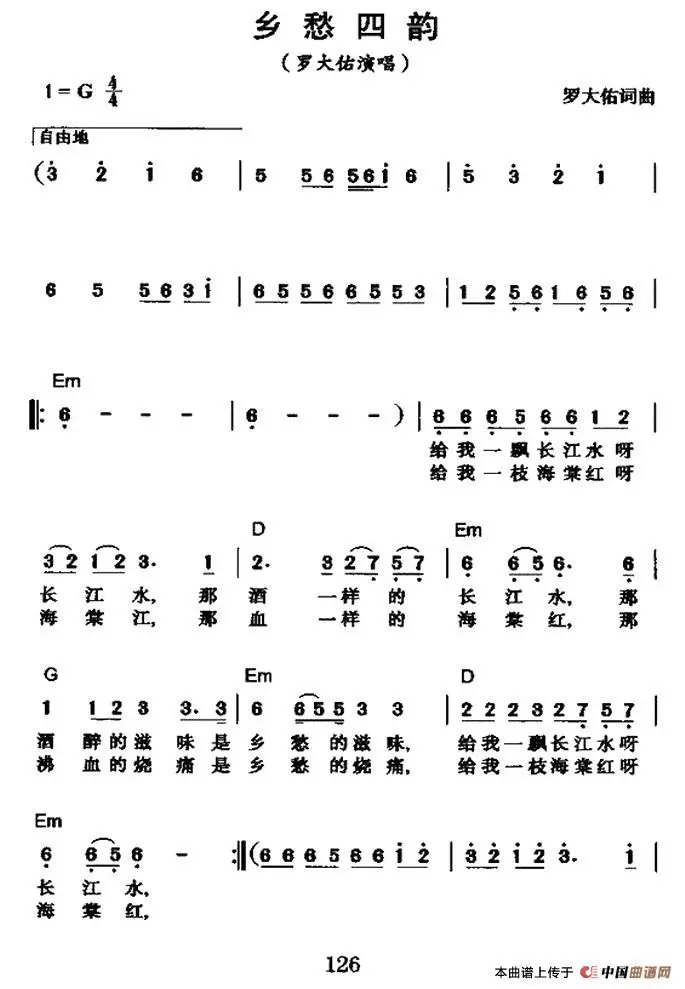 乡愁四韵
(罗大佑演唱)
1=G 4/4
罗大佑词曲
自由地
(3 2 1 6 | 5 5 6 5 6 1 6 | 5 3 2 1 |
6 5 5 6 3 1 | 6 5 5 6 6 5 5 3 | 1 2 5 6 1 6 5 6 |
Em
‖: 6 - - - | 6 - - - ) | 6 6 6 5 6 6 1 2
给我一飘长江水呀
给我一枝海棠红呀
D Em
3 2 1 2 3. 1 | 2. 3 2 7 5 7 | 6 6 5 6. 6 |
长江水,那酒一样的长江水,那
海棠江,那血一样的海棠红,那
G Em D
1 1 2 3 3. 3 | 6 6 5 5 3 3 | 2 2 2 3 2 7 5 7 |
酒醉的滋味是乡愁的滋味,给我一飘长江水呀
沸血的烧痛是乡愁的烧痛,给我一枝海棠红呀
Em
6 6 5 6 - :‖ (6 6 6 5 6 6 1 2 | 3 2 1 2 3. 1 |
长江水,
海棠红,
126
本曲谱上传于 中国曲谱网